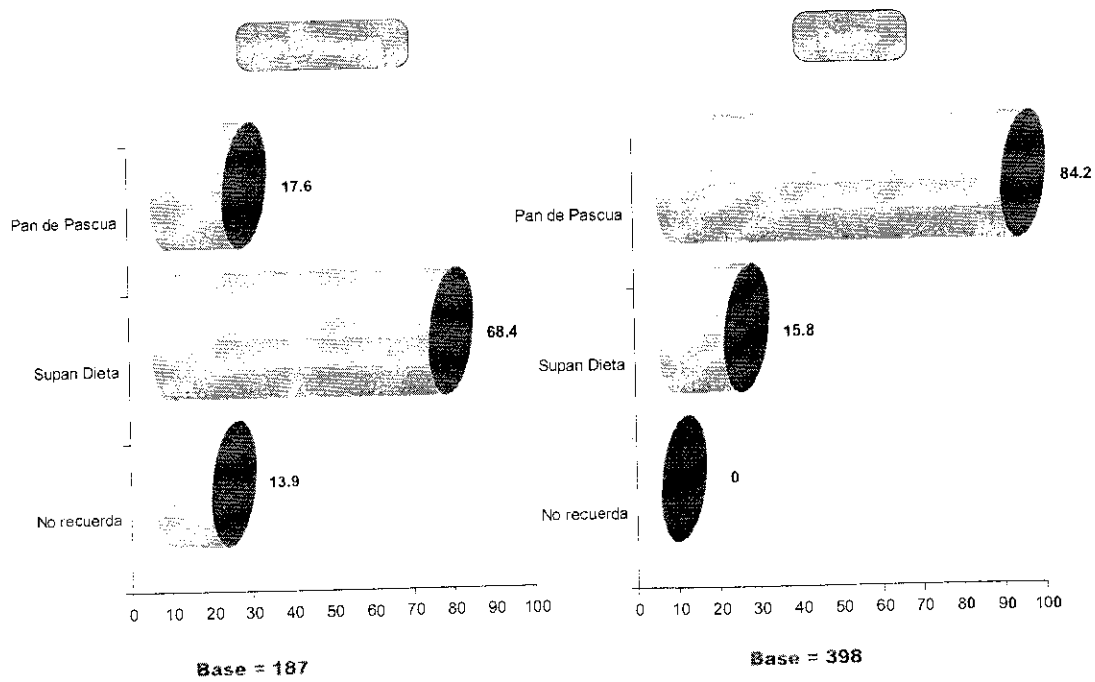 Pan de Pascua
17.6
Supan Dieta
68.4
No recuerda
13.9
0 10 20 30 40 50 60 70 80 90 100
Base = 187
Pan de Pascua
84.2
Supan Dieta
15.8
No recuerda
0
0 10 20 30 40 50 60 70 80 90 100
Base = 398